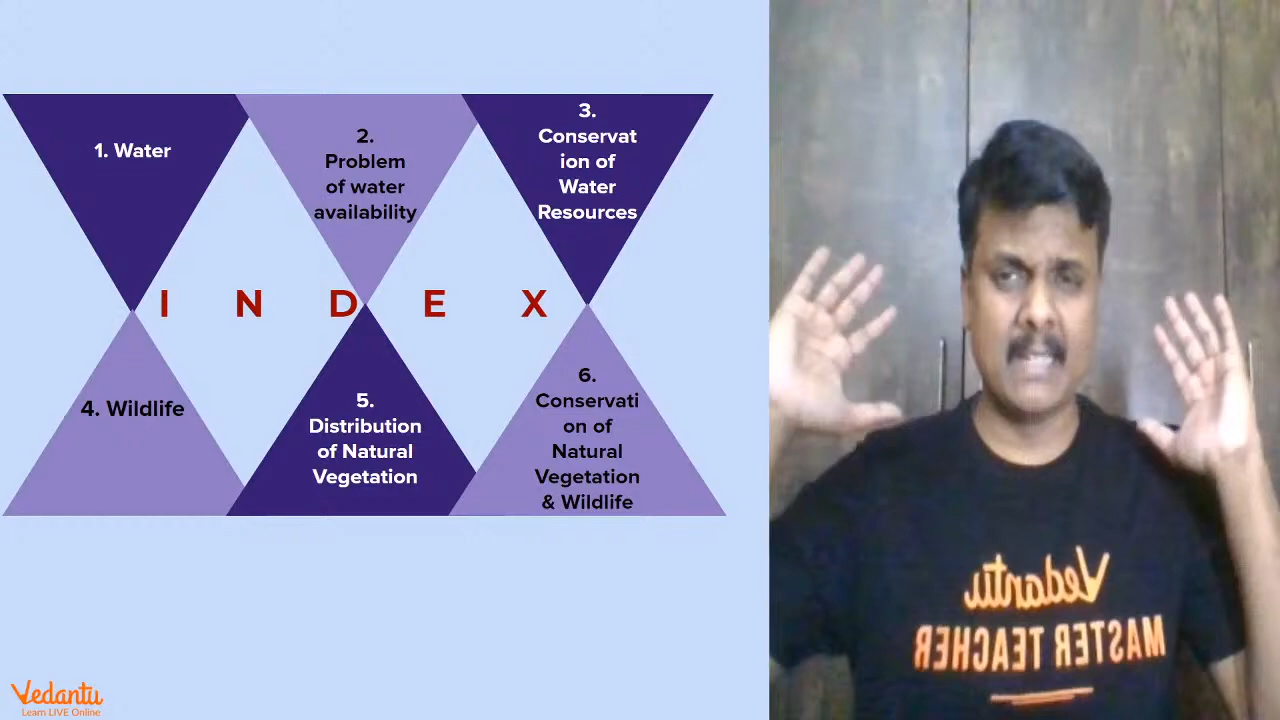 1. Water
2.
Problem
of water
availability
3.
Conservat
ion of
Water
Resources
I N D E X
4. Wildlife
5.
Distribution
of Natural
Vegetation
6.
Conservati
on of
Natural
Vegetation
& Wildlife
Vedantu
Learn LIVE Online
Vedantu
MASTER TEACHER